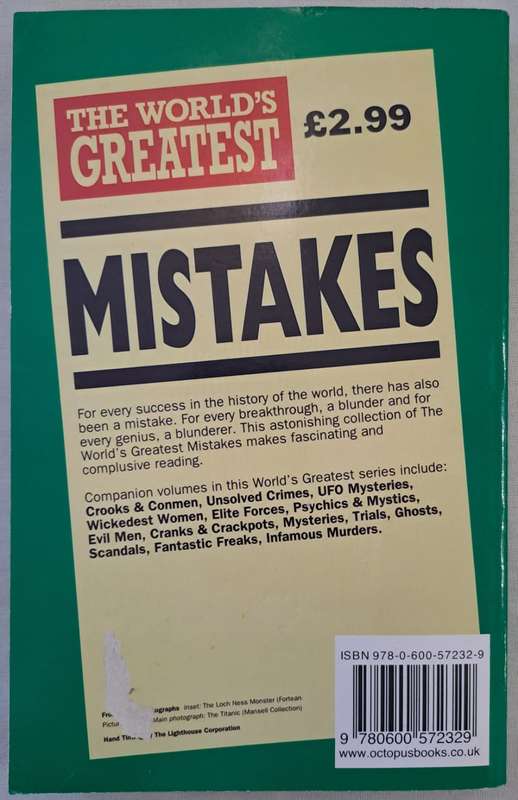 THE WORLD'S
GREATEST
£2.99
MISTAKES
For every success in the history of the world, there has also
been a mistake. For every breakthrough, a blunder and for
every genius, a blunderer. This astonishing collection of The
World's Greatest Mistakes makes fascinating and
complusive reading.
Companion volumes in this World's Greatest series include:
Crooks & Conmen, Unsolved Crimes, UFO Mysteries,
Wickedest Women, Elite Forces, Psychics & Mystics,
Evil Men, Cranks & Crackpots, Mysteries, Trials, Ghosts,
Scandals, Fantastic Freaks, Infamous Murders.
inset: The Loch Ness Monster (Fortean
Main photograph: The Titanic (Mansell Collection)
Hand The Lighthouse Corporation
ISBN 978-0-600-57232-9
9 780600 572329
www.octopusbooks.co.uk